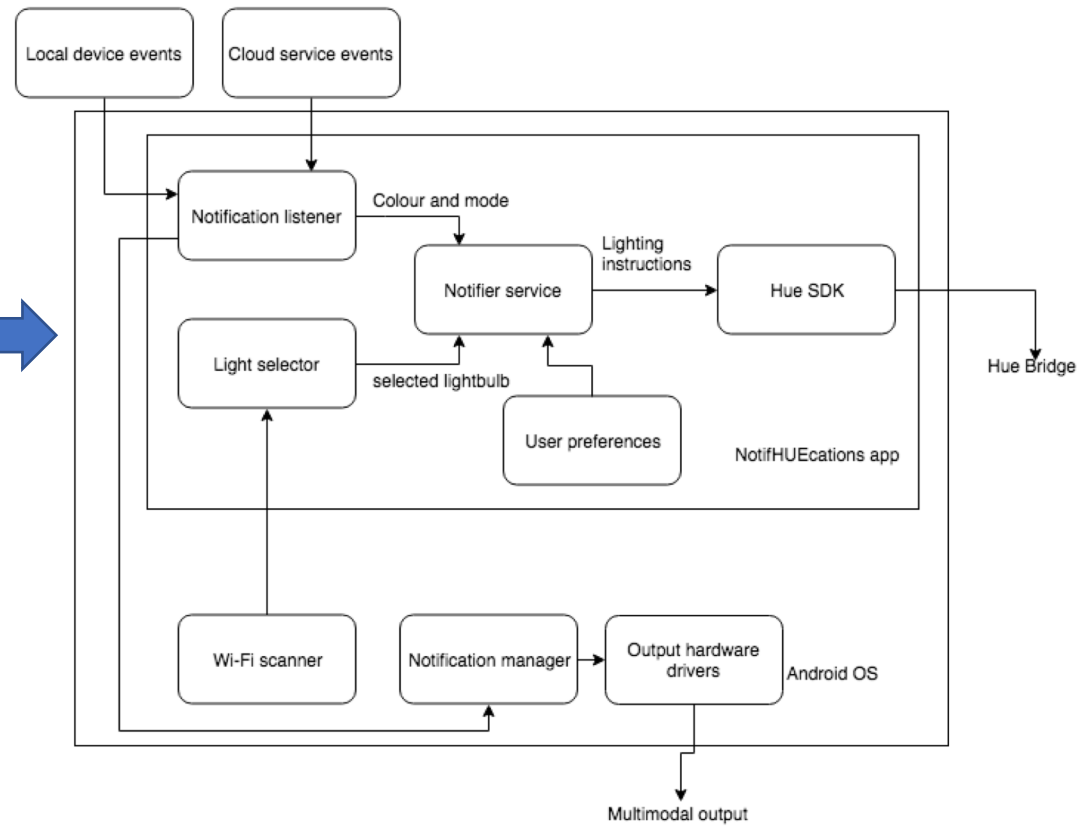 Local device events
Cloud service events
Notification listener
Colour and mode
Notifier service
Lighting
instructions
Hue SDK
Hue Bridge
Light selector
selected lightbulb
User preferences
NotifHUEcations app
Wi-Fi scanner
Notification manager
Output hardware
drivers
Android OS
Multimodal output